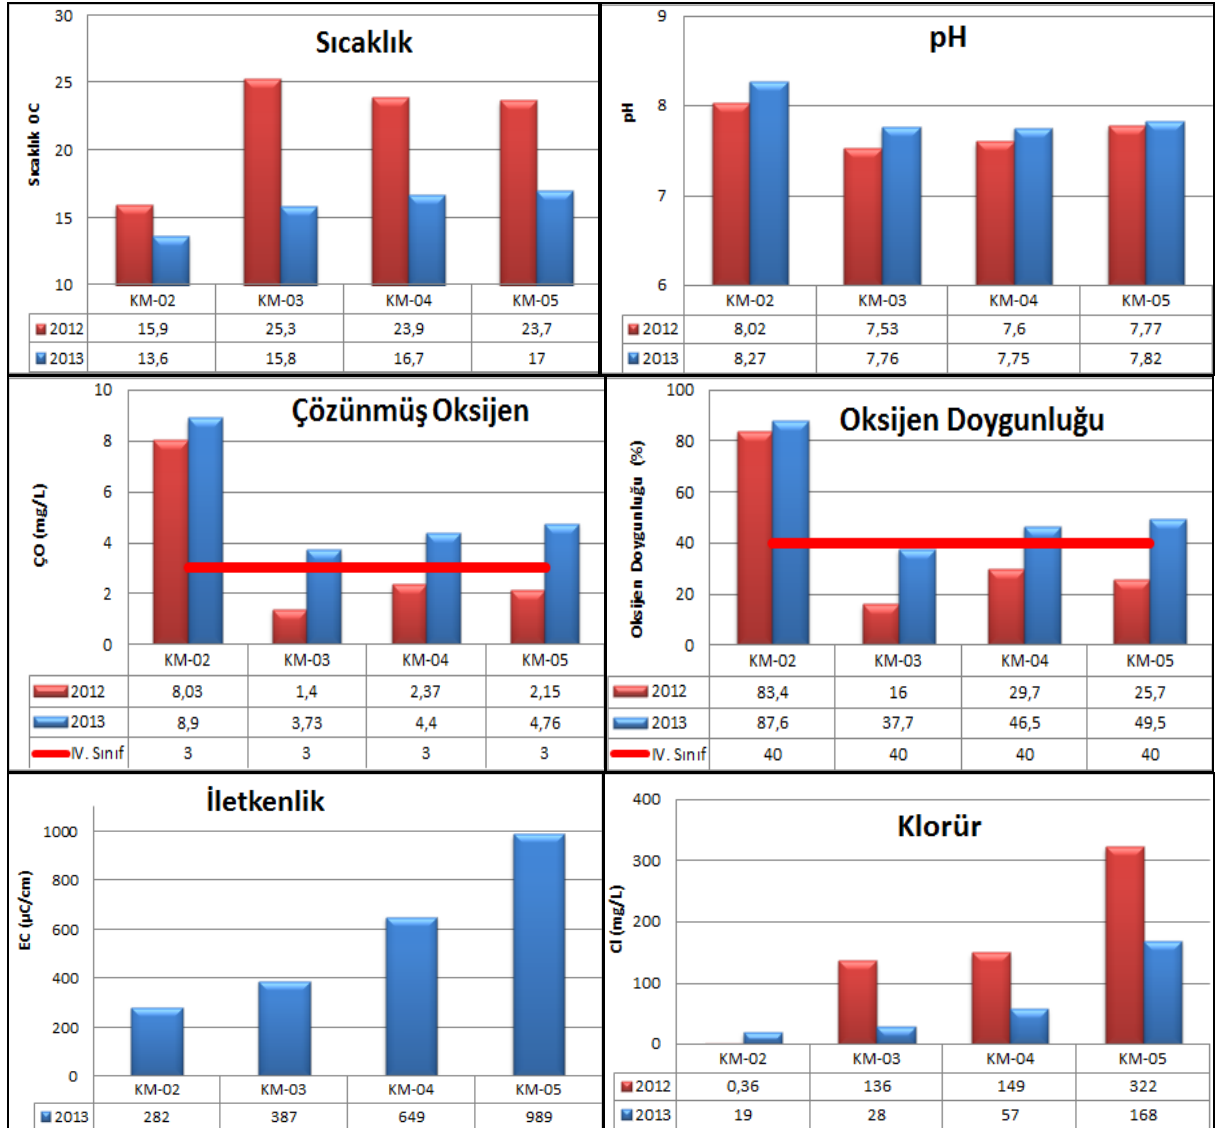 Sıcaklık
Sıcaklık 0C
30
25
20
15
10
KM-02 KM-03 KM-04 KM-05
2012 15,9 25,3 23,9 23,7
2013 13,6 15,8 16,7 17
pH
pH
9
8
7
6
KM-02 KM-03 KM-04 KM-05
2012 8,02 7,53 7,6 7,77
2013 8,27 7,76 7,75 7,82
Çözünmüş Oksijen
ÇO (mg/L)
10
8
6
4
2
0
KM-02 KM-03 KM-04 KM-05
2012 8,03 1,4 2,37 2,15
2013 8,9 3,73 4,4 4,76
IV. Sınıf 3 3 3 3
Oksijen Doygunluğu
Oksijen Doygunluğu (%)
100
80
60
40
20
0
KM-02 KM-03 KM-04 KM-05
2012 83,4 16 29,7 25,7
2013 87,6 37,7 46,5 49,5
IV. Sınıf 40 40 40 40
İletkenlik
EC (µC/cm)
1000
800
600
400
200
0
KM-02 KM-03 KM-04 KM-05
2013 282 387 649 989
Klorür
Cl (mg/L)
400
300
200
100
0
KM-02 KM-03 KM-04 KM-05
2012 0,36 136 149 322
2013 19 28 57 168